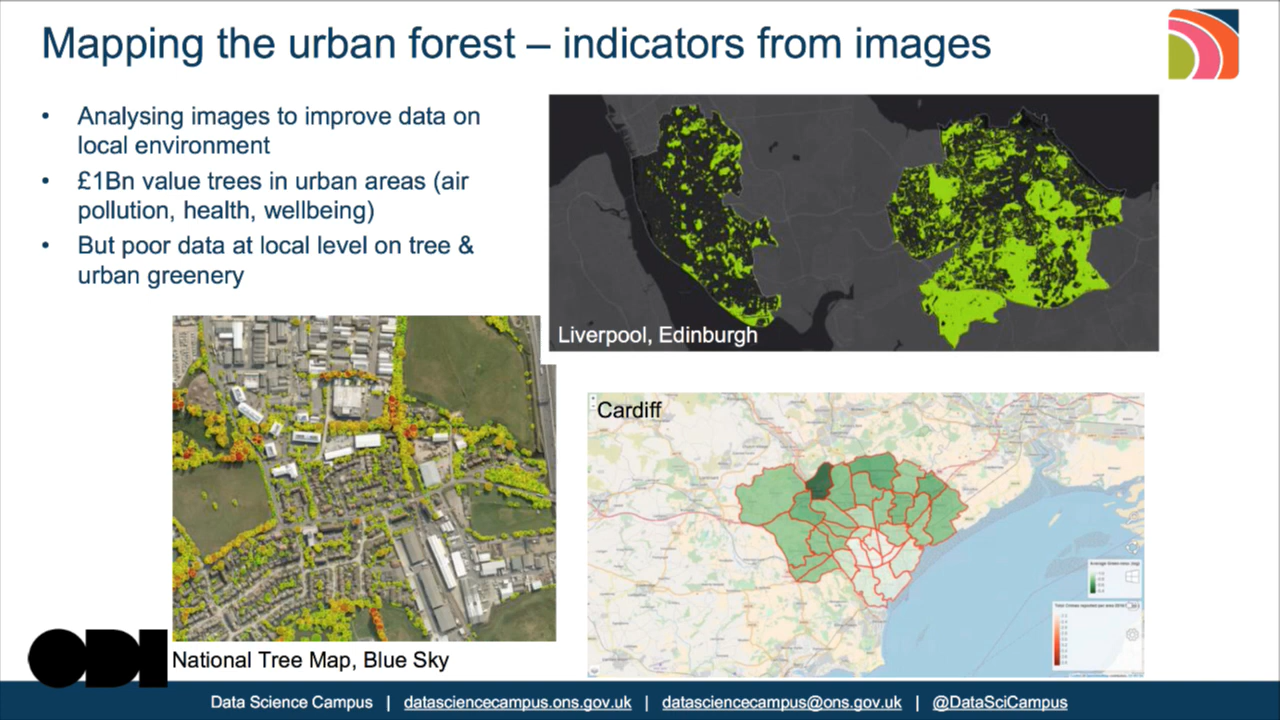 Mapping the urban forest – indicators from images
• Analysing images to improve data on
local environment
• £1Bn value trees in urban areas (air
pollution, health, wellbeing)
• But poor data at local level on tree &
urban greenery
Liverpool, Edinburgh
Cardiff
National Tree Map, Blue Sky
ODI
Data Science Campus | datasciencecampus.ons.gov.uk | datasciencecampus@ons.gov.uk | @DataSciCampus